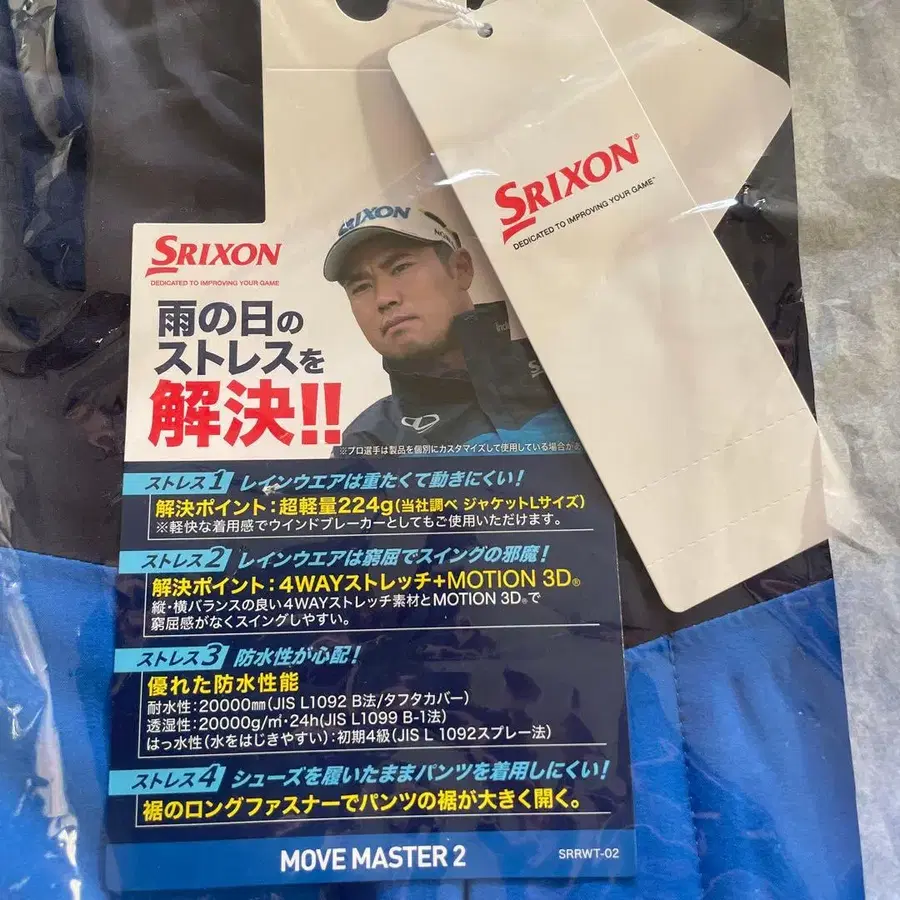 SRIXON®
DEDICATED TO IMPROVING YOUR GAME™
SRIXON
DEDICATED TO IMPROVING YOUR GAME
SRIXON
雨の日の
ストレスを
解決!!
SRIXON
※プロ選手は製品を個別にカスタマイズして使用している場合があ
ストレス1 レインウエアは重たくて動きにくい!
解決ポイント:超軽量224g(当社調べ ジャケットLサイズ)
※軽快な着用感でウインドブレーカーとしてもご使用いただけます。
ストレス2 レインウエアは窮屈でスイングの邪魔!
解決ポイント:4WAYストレッチ+MOTION 3D®
縦・横バランスの良い4WAYストレッチ素材とMOTION 3D®で
窮屈感がなくスイングしやすい。
ストレス3 防水性が心配!
優れた防水性能
耐水性:20000㎜(JIS L1092 B法/タフタカバー)
透湿性:20000g/㎡・24h(JIS L1099 B-1法)
はっ水性(水をはじきやすい):初期4級(JIS L 1092スプレー法)
ストレス4 シューズを履いたままパンツを着用しにくい!
裾のロングファスナーでパンツの裾が大きく開く。
MOVE MASTER 2
SRRWT-02